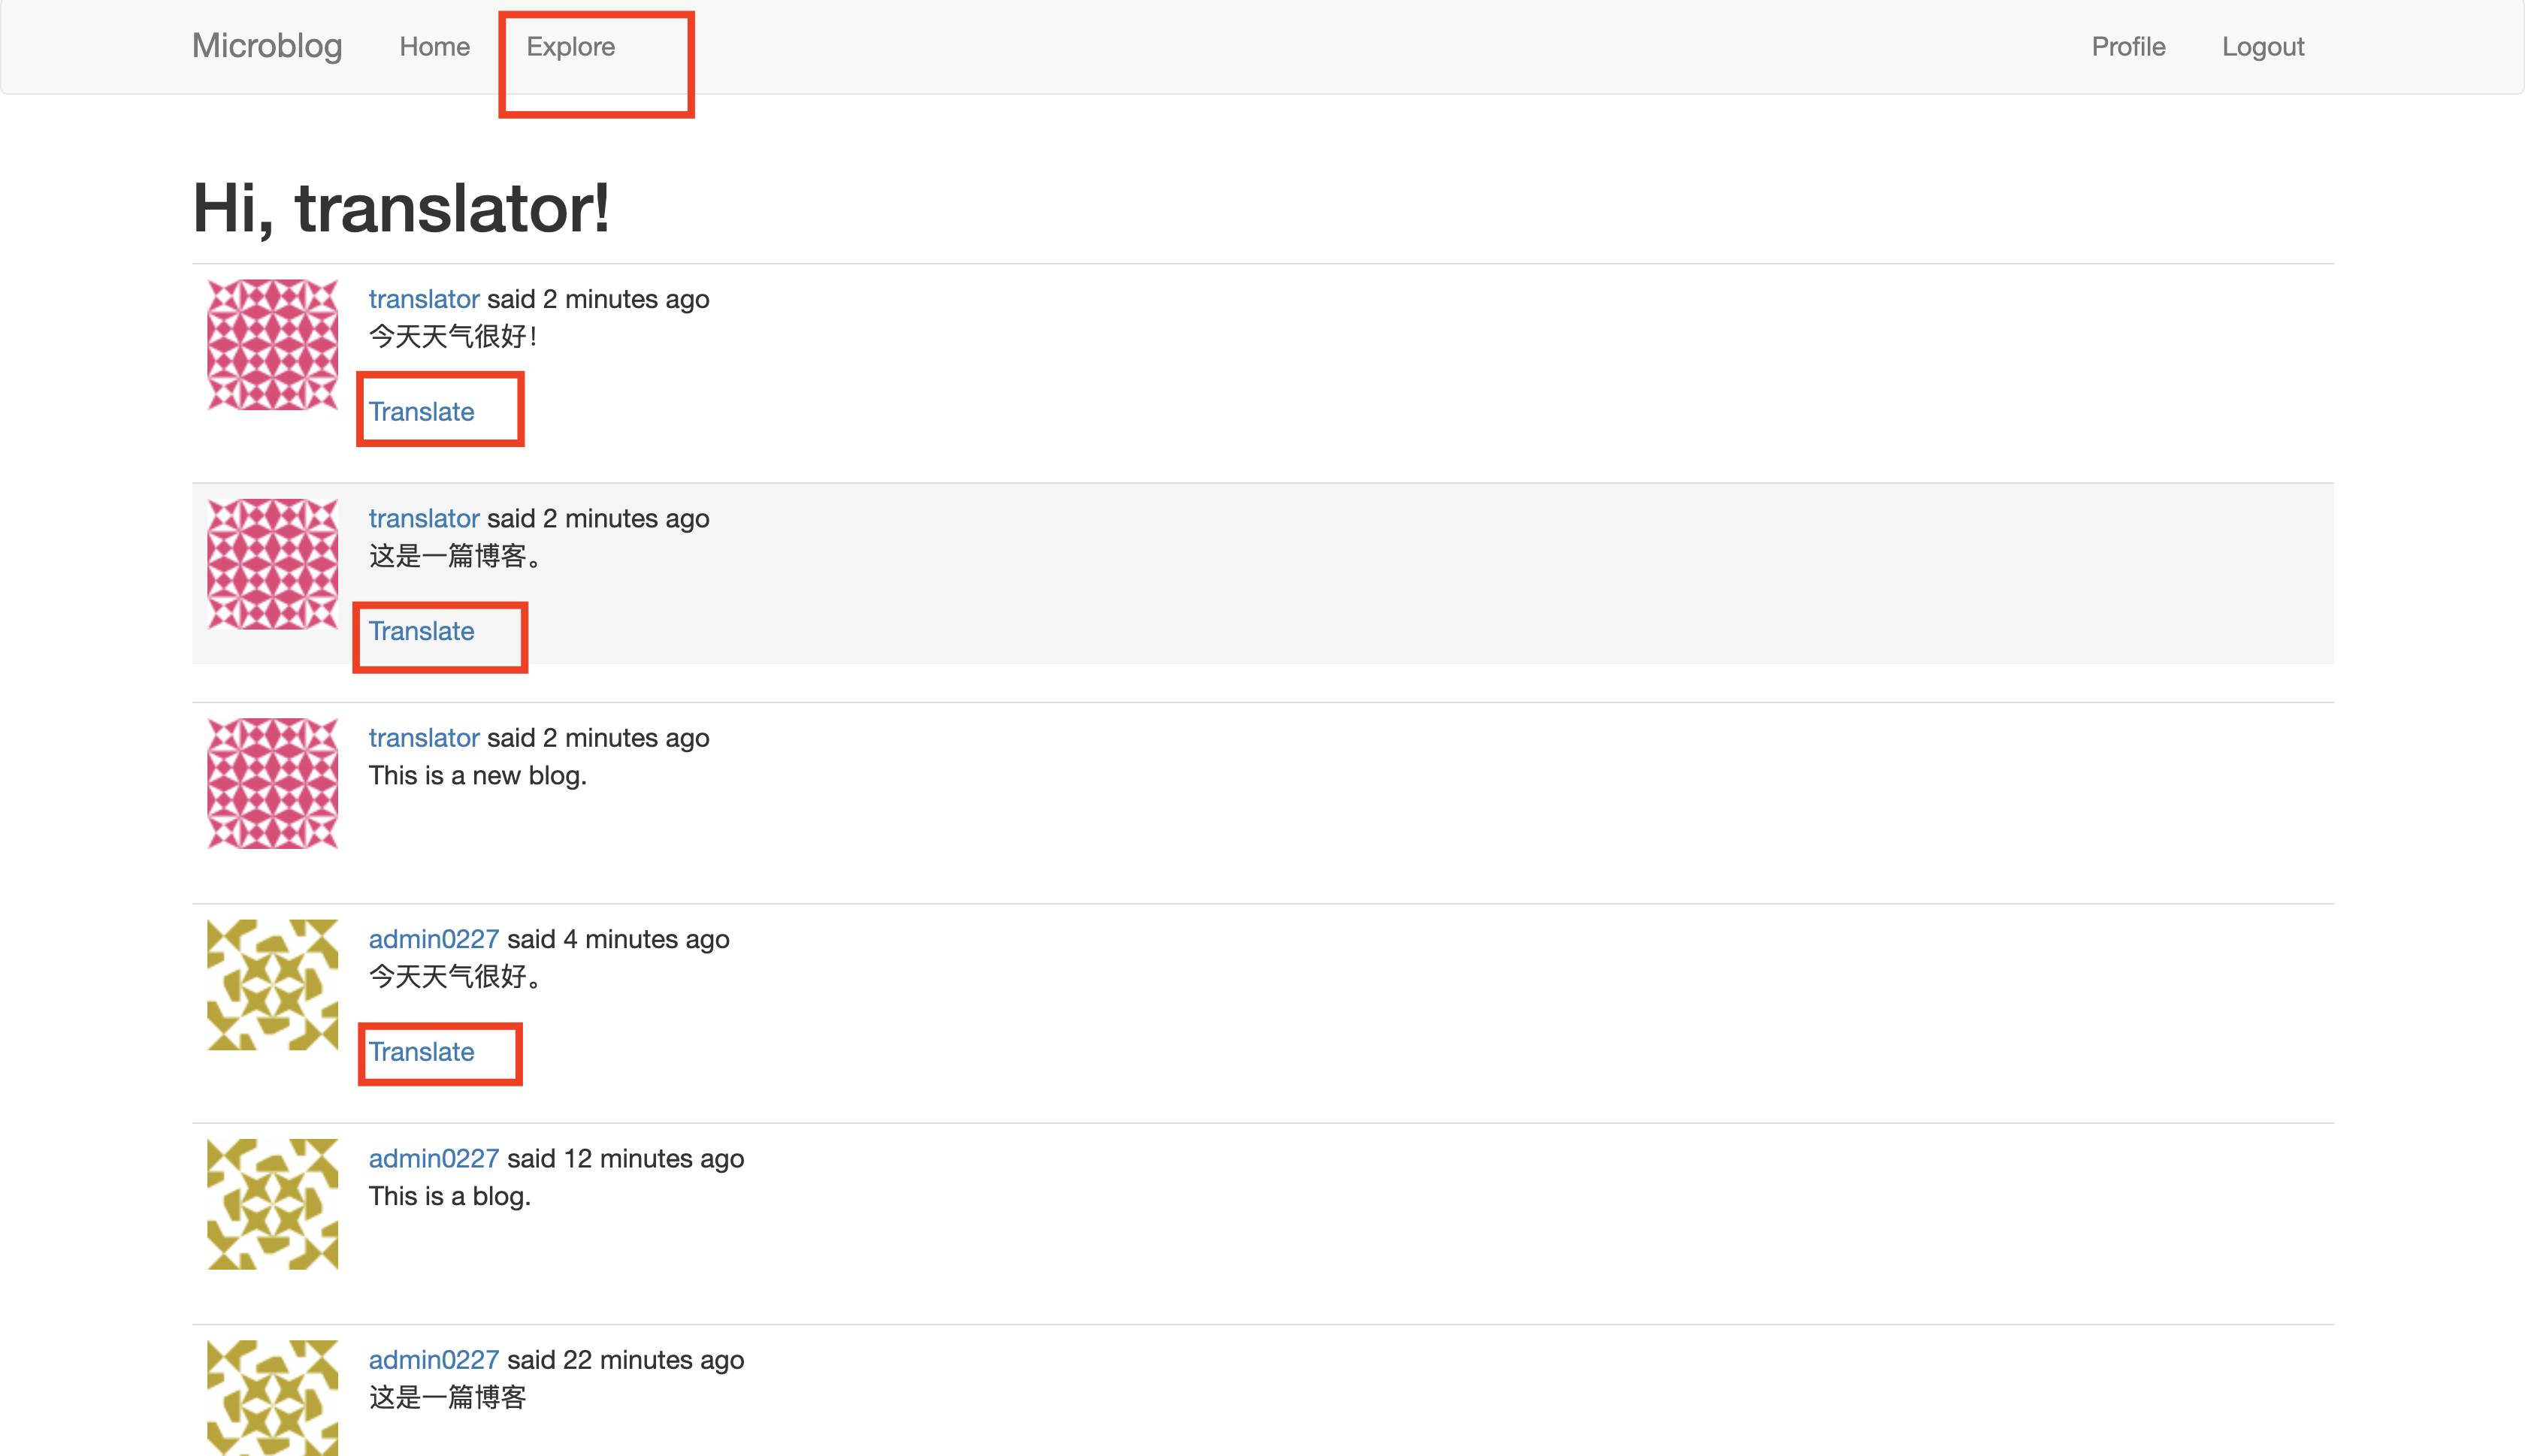 Microblog Home Explore Profile Logout
Hi, translator!
translator said 2 minutes ago
今天天气很好！
Translate
translator said 2 minutes ago
这是一篇博客。
Translate
translator said 2 minutes ago
This is a new blog.
admin0227 said 4 minutes ago
今天天气很好。
Translate
admin0227 said 12 minutes ago
This is a blog.
admin0227 said 22 minutes ago
这是一篇博客